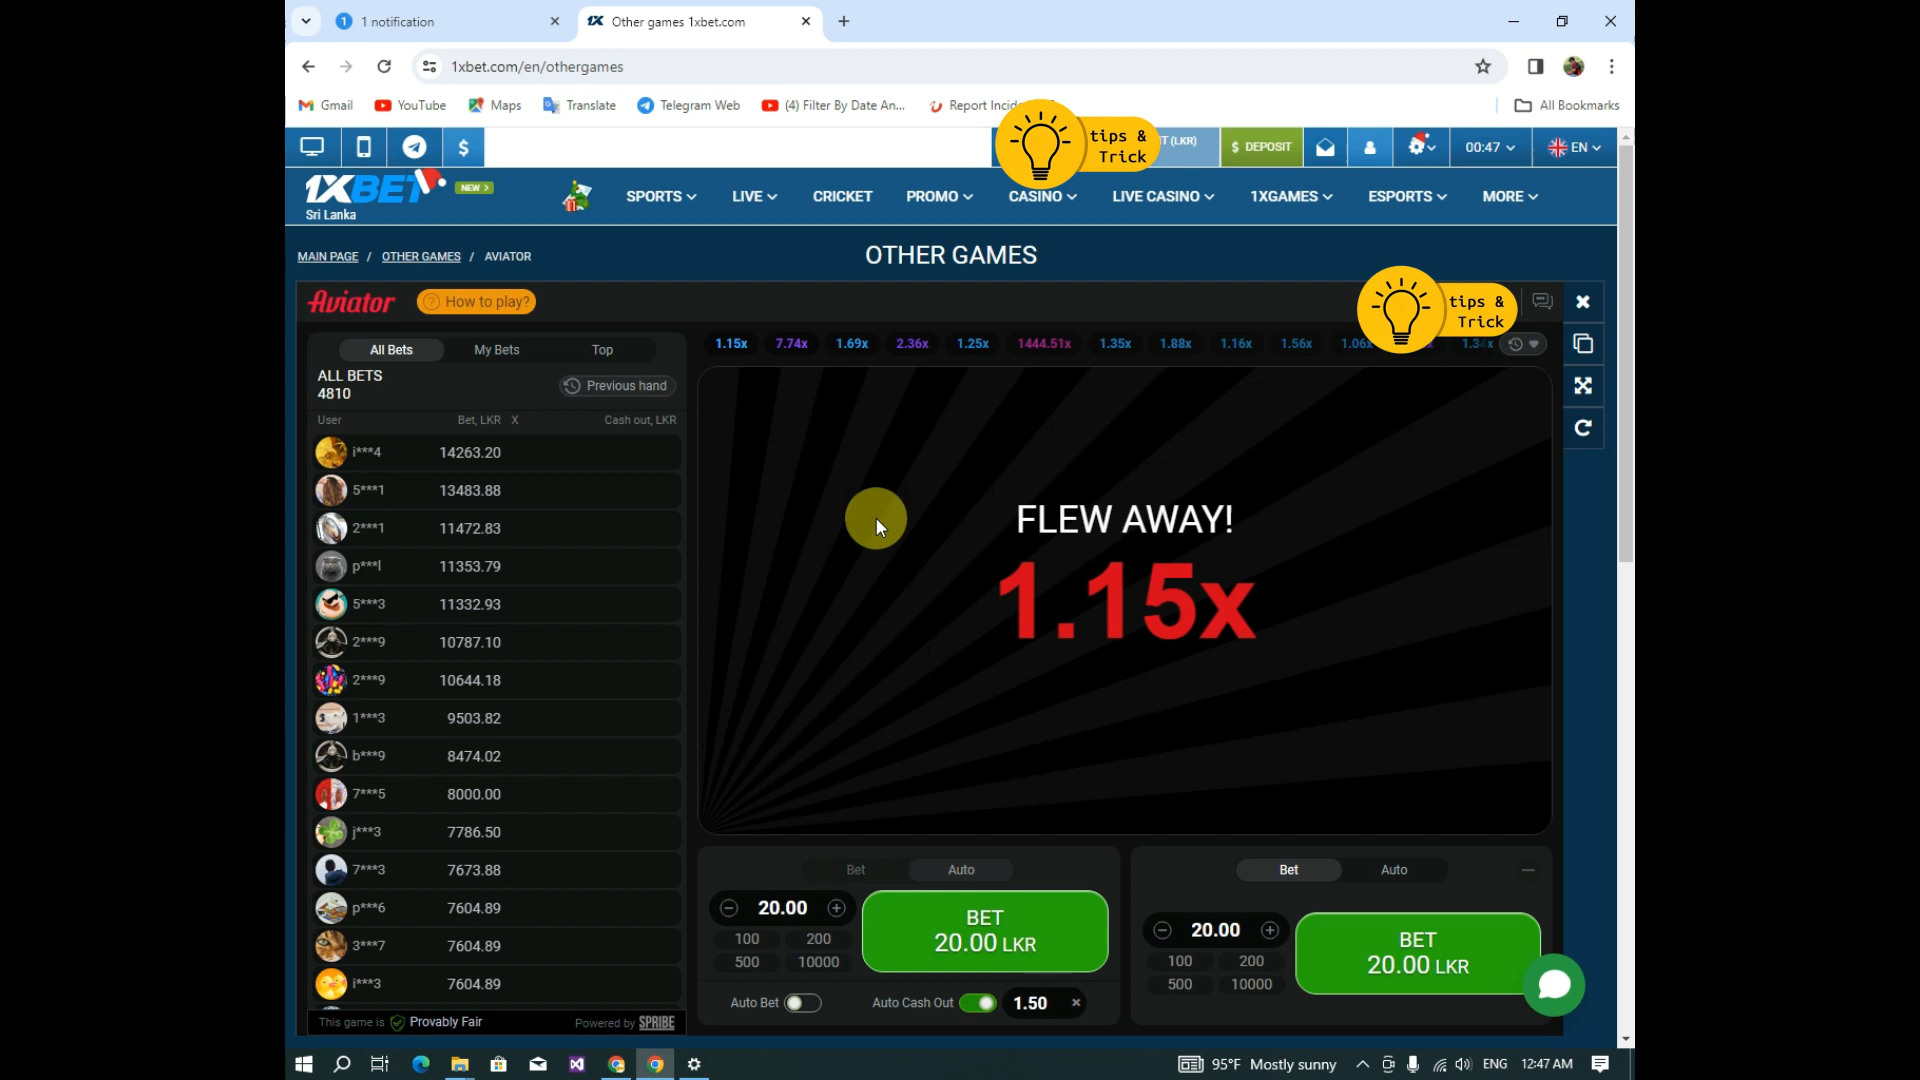 1 notification
Other games 1xbet.com
1xbet.com/en/othergames
Gmail YouTube Maps Translate Telegram Web (4) Filter By Date An... Report Incid All Bookmarks
tips &
Trick
T (LKR)
$ DEPOSIT
00:47
EN
1XBET
Sri Lanka
NEW >
SPORTS LIVE CRICKET PROMO CASINO LIVE CASINO 1XGAMES ESPORTS MORE
MAIN PAGE / OTHER GAMES / AVIATOR
OTHER GAMES
Aviator
? How to play?
tips &
Trick
All Bets My Bets Top
1.15x 7.74x 1.69x 2.36x 1.25x 1444.51x 1.35x 1.88x 1.16x 1.56x 1.06x 1.34x
ALL BETS
4810
Previous hand
User Bet, LKR X Cash out, LKR
i***4 14263.20
5***1 13483.88
2***1 11472.83
p***l 11353.79
5***3 11332.93
2***9 10787.10
2***9 10644.18
1***3 9503.82
b***9 8474.02
7***5 8000.00
j***3 7786.50
7***3 7673.88
p***6 7604.89
3***7 7604.89
i***3 7604.89
This game is Provably Fair Powered by SPRIBE
FLEW AWAY!
1.15x
Bet Auto
20.00
100 200
500 10000
BET
20.00 LKR
Auto Bet Auto Cash Out 1.50
Bet Auto
20.00
100 200
500 10000
BET
20.00 LKR
95°F Mostly sunny ENG 12:47 AM